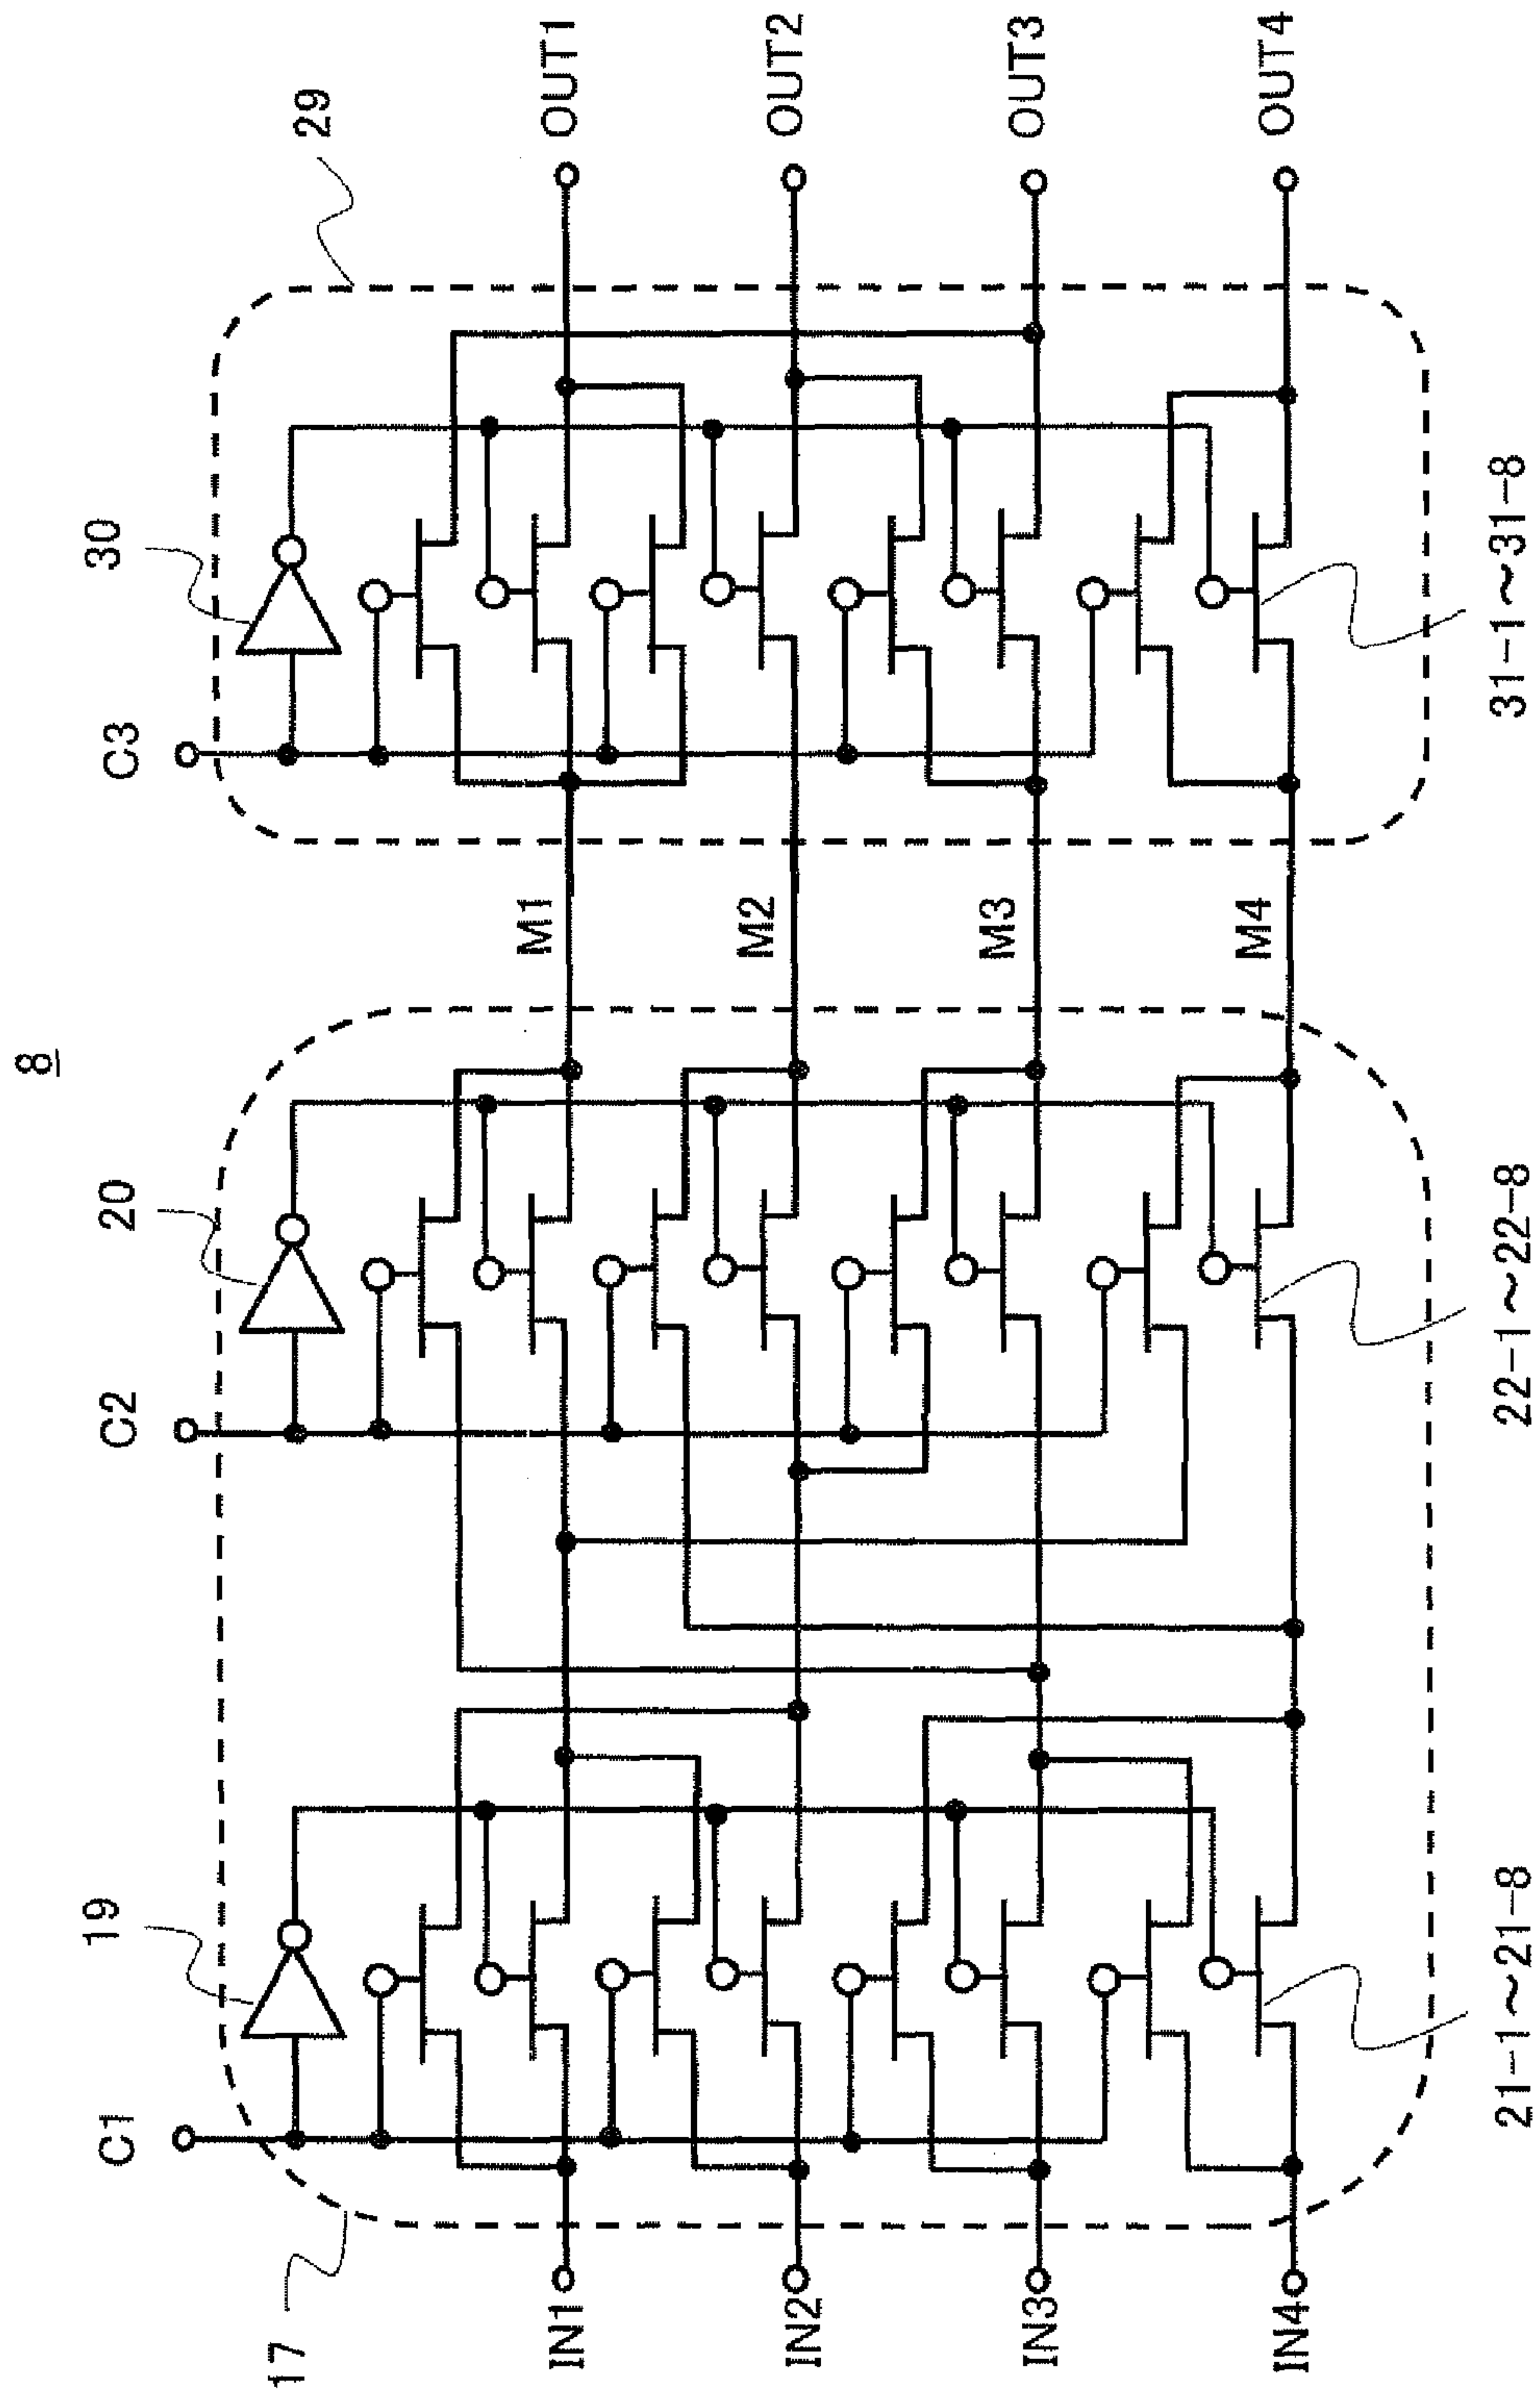 8
17
19
20
29
30
C1
C2
C3
IN1
IN2
IN3
IN4
M1
M2
M3
M4
OUT1
OUT2
OUT3
OUT4
21-1~21-8
22-1~22-8
31-1~31-8